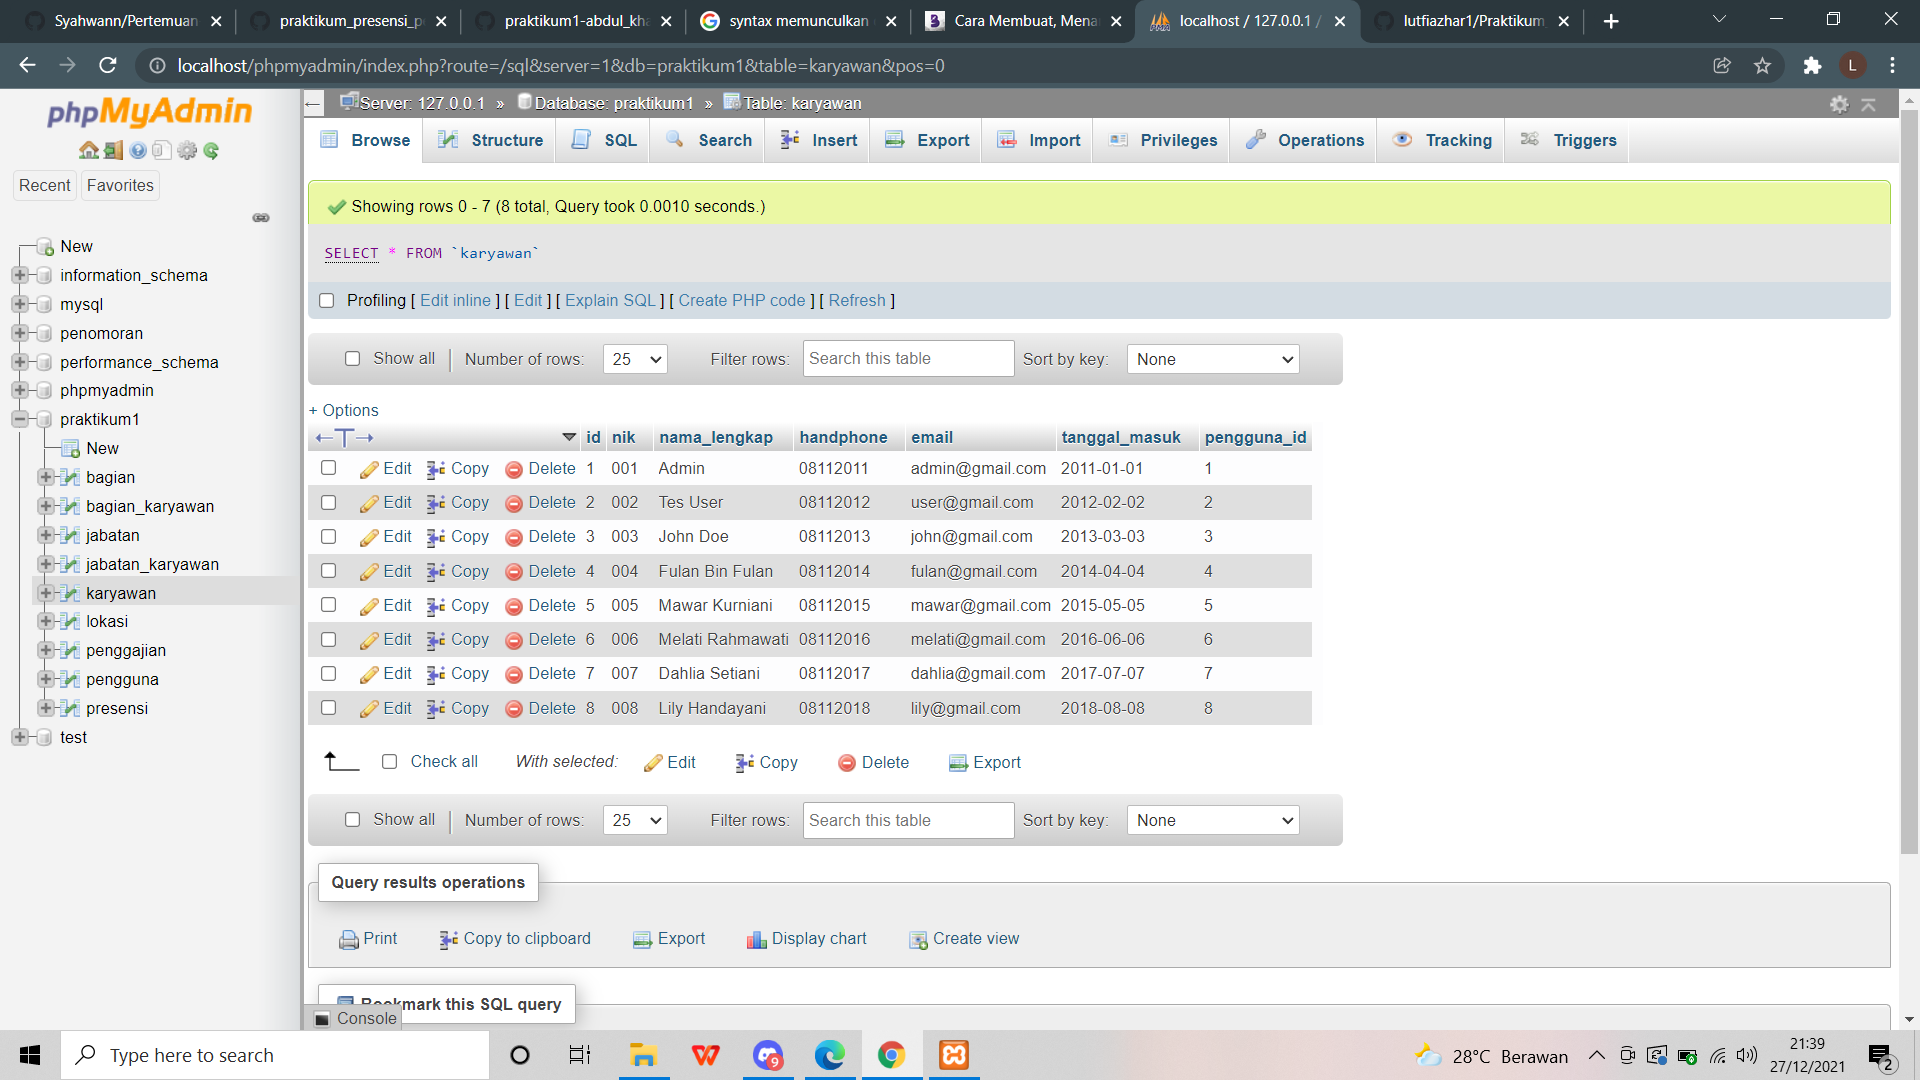 Syahwann/Pertemuan
praktikum_presensi_p
praktikum1-abdul_kh
syntax memunculkan
Cara Membuat, Mena
localhost / 127.0.0.1 /
lutfiazhar1/Praktikum
localhost/phpmyadmin/index.php?route=/sql&server=1&db=praktikum1&table=karyawan&pos=0
L
phpMyAdmin
Recent Favorites
New
information_schema
mysql
penomoran
performance_schema
phpmyadmin
praktikum1
New
bagian
bagian_karyawan
jabatan
jabatan_karyawan
karyawan
lokasi
penggajian
pengguna
presensi
test
Server: 127.0.0.1 » Database: praktikum1 » Table: karyawan
Browse Structure SQL Search Insert Export Import Privileges Operations Tracking Triggers
Showing rows 0 - 7 (8 total, Query took 0.0010 seconds.)
SELECT * FROM `karyawan`
Profiling [ Edit inline ] [ Edit ] [ Explain SQL ] [ Create PHP code ] [ Refresh ]
Show all Number of rows: 25 Filter rows: Search this table Sort by key: None
+ Options
←T→ id nik nama_lengkap handphone email tanggal_masuk pengguna_id
Edit Copy Delete 1 001 Admin 08112011 admin@gmail.com 2011-01-01 1
Edit Copy Delete 2 002 Tes User 08112012 user@gmail.com 2012-02-02 2
Edit Copy Delete 3 003 John Doe 08112013 john@gmail.com 2013-03-03 3
Edit Copy Delete 4 004 Fulan Bin Fulan 08112014 fulan@gmail.com 2014-04-04 4
Edit Copy Delete 5 005 Mawar Kurniani 08112015 mawar@gmail.com 2015-05-05 5
Edit Copy Delete 6 006 Melati Rahmawati 08112016 melati@gmail.com 2016-06-06 6
Edit Copy Delete 7 007 Dahlia Setiani 08112017 dahlia@gmail.com 2017-07-07 7
Edit Copy Delete 8 008 Lily Handayani 08112018 lily@gmail.com 2018-08-08 8
Check all With selected: Edit Copy Delete Export
Show all Number of rows: 25 Filter rows: Search this table Sort by key: None
Query results operations
Print Copy to clipboard Export Display chart Create view
Bookmark this SQL query
Console
Type here to search
9
28°C Berawan
21:39
27/12/2021
2